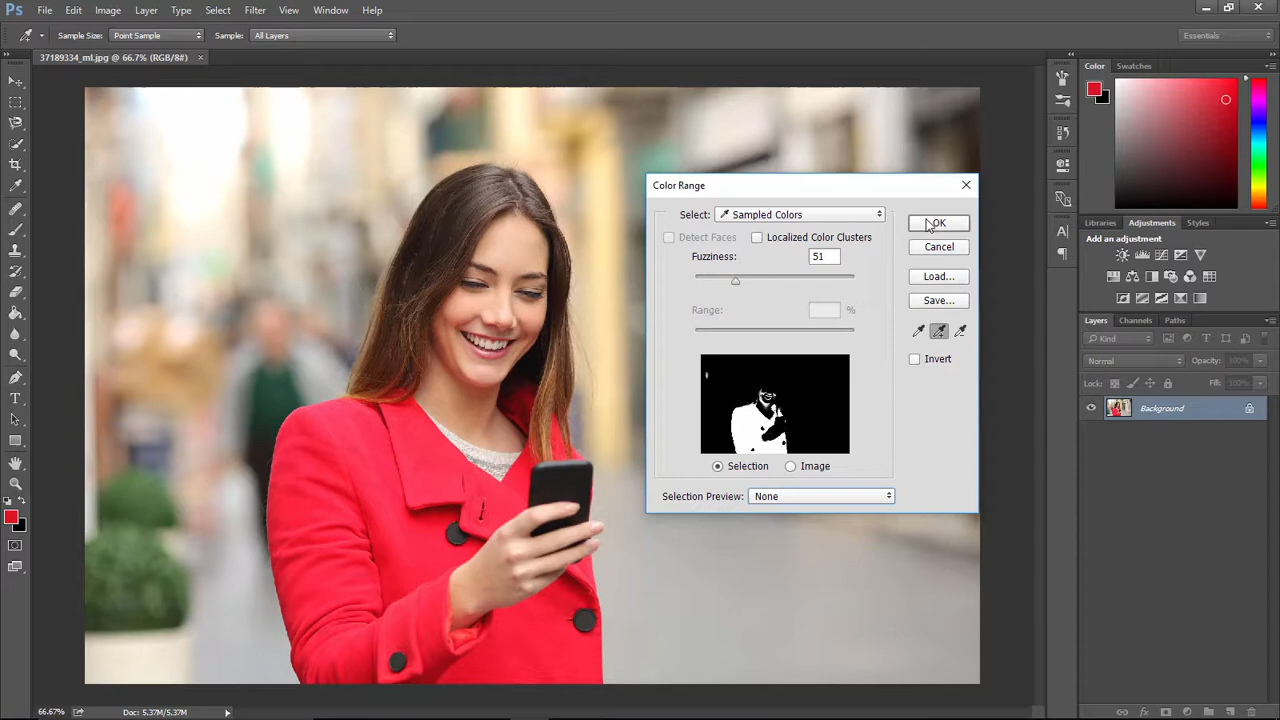 Ps File Edit Image Layer Type Select Filter View Window Help
Sample Size: Point Sample Sample: All Layers Essentials
37189334_ml.jpg @ 66.7% (RGB/8#) ×
Color Swatches
Color Range
Select: Sampled Colors OK
Detect Faces Localized Color Clusters
Cancel
Fuzziness: 51
Load...
Save...
Range: %
Invert
Selection Image
Selection Preview: None
Libraries Adjustments Styles
Add an adjustment
Layers Channels Paths
Kind
Normal Opacity: 100%
Lock: Fill: 100%
Background
T
A
66.67% Doc: 5.37M/5.37M
fx